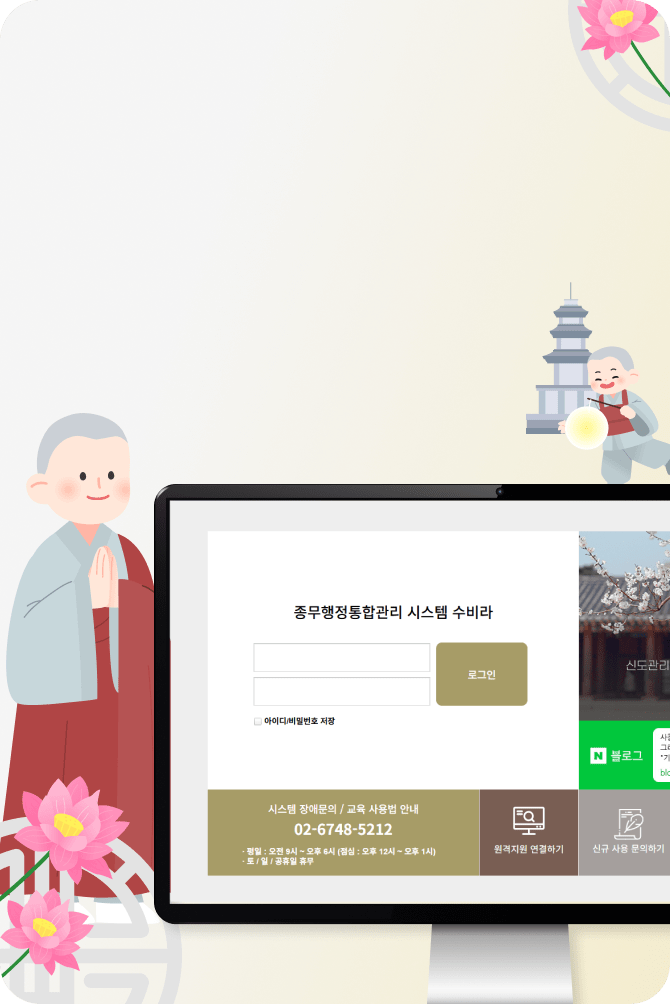 종무행정통합관리 시스템 수비라
로그인
아이디/비밀번호 저장
신도관리
N 블로그
시스템 장애문의 / 교육 사용법 안내
02-6748-5212
· 평일 : 오전 9시 ~ 오후 6시 (점심 : 오후 12시 ~ 오후 1시)
· 토 / 일 / 공휴일 휴무
원격지원 연결하기
신규 사용 문의하기